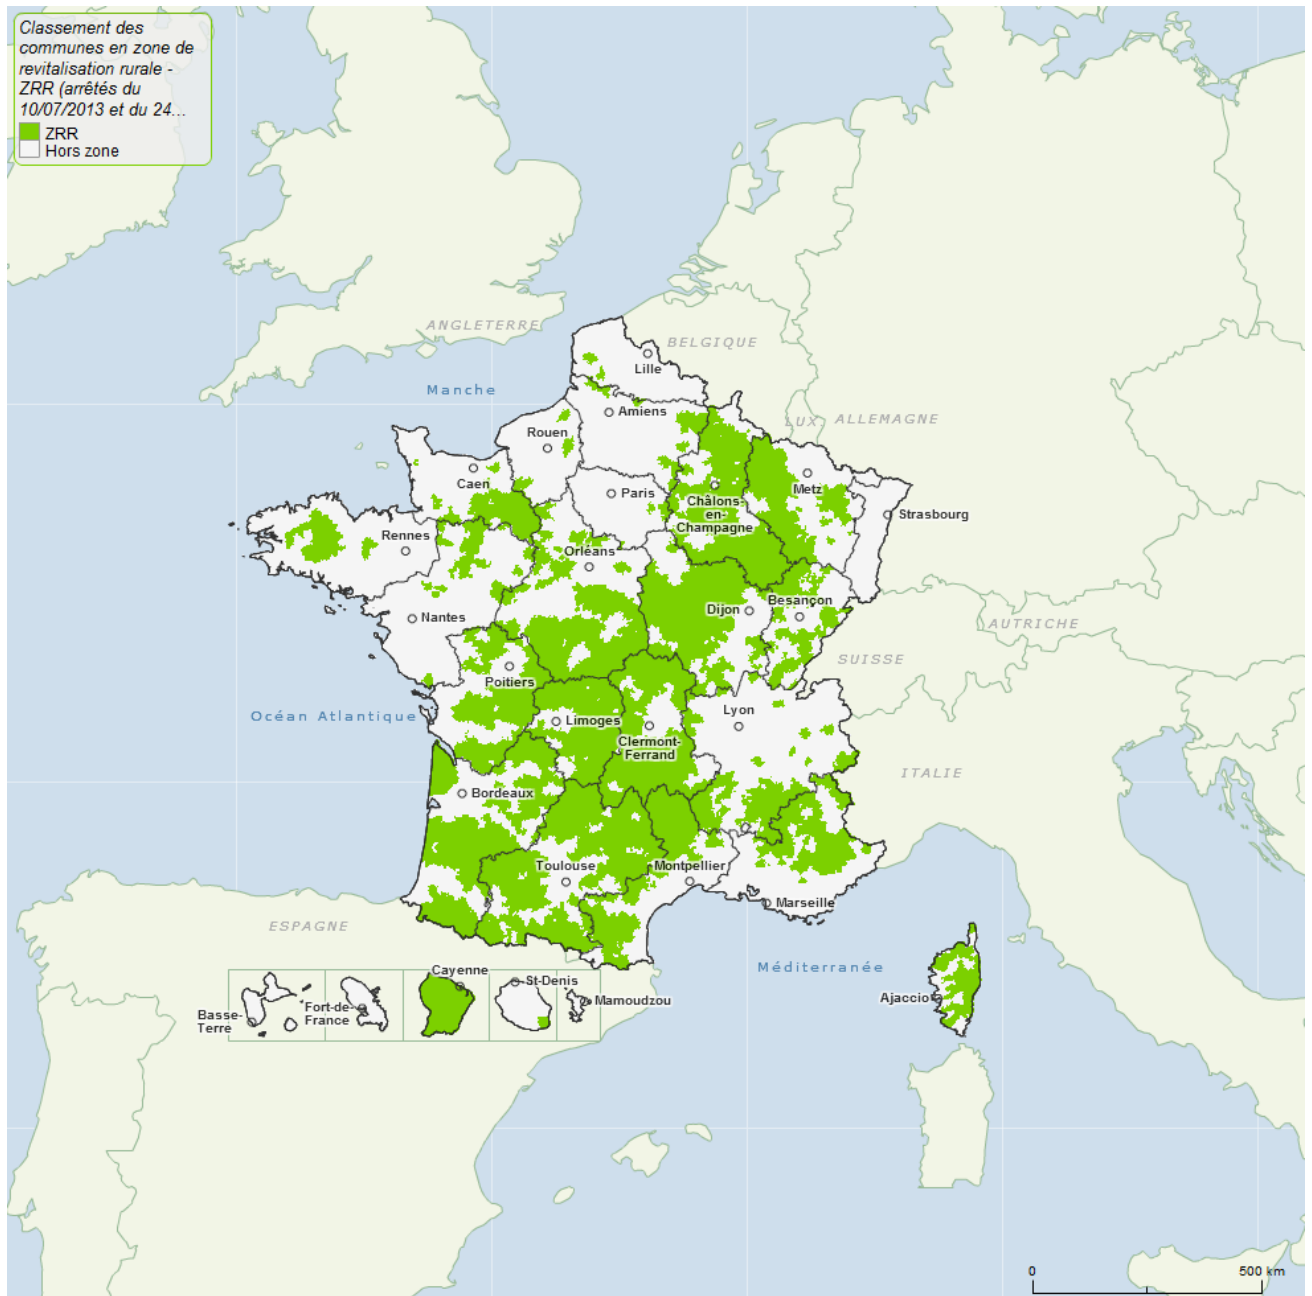 Classement des
communes en zone de
revitalisation rurale -
ZRR (arrêtés du
10/07/2013 et du 24...
ZRR
Hors zone
ANGLETERRE
BELGIQUE
Lille
Manche
LUX
ALLEMAGNE
Amiens
Rouen
Caen
Paris
Metz
Châlons-
en-
Champagne
Strasbourg
Rennes
Orléans
Nantes
Dijon
Besançon
AUTRICHE
SUISSE
Poitiers
Océan Atlantique
Limoges
Lyon
Clermont-
Ferrand
ITALIE
Bordeaux
Toulouse
Montpellier
Marseille
ESPAGNE
Méditerranée
Cayenne
St-Denis
Mamoudzou
Ajaccio
Basse-
Terre
Fort-de-
France
0
500 km